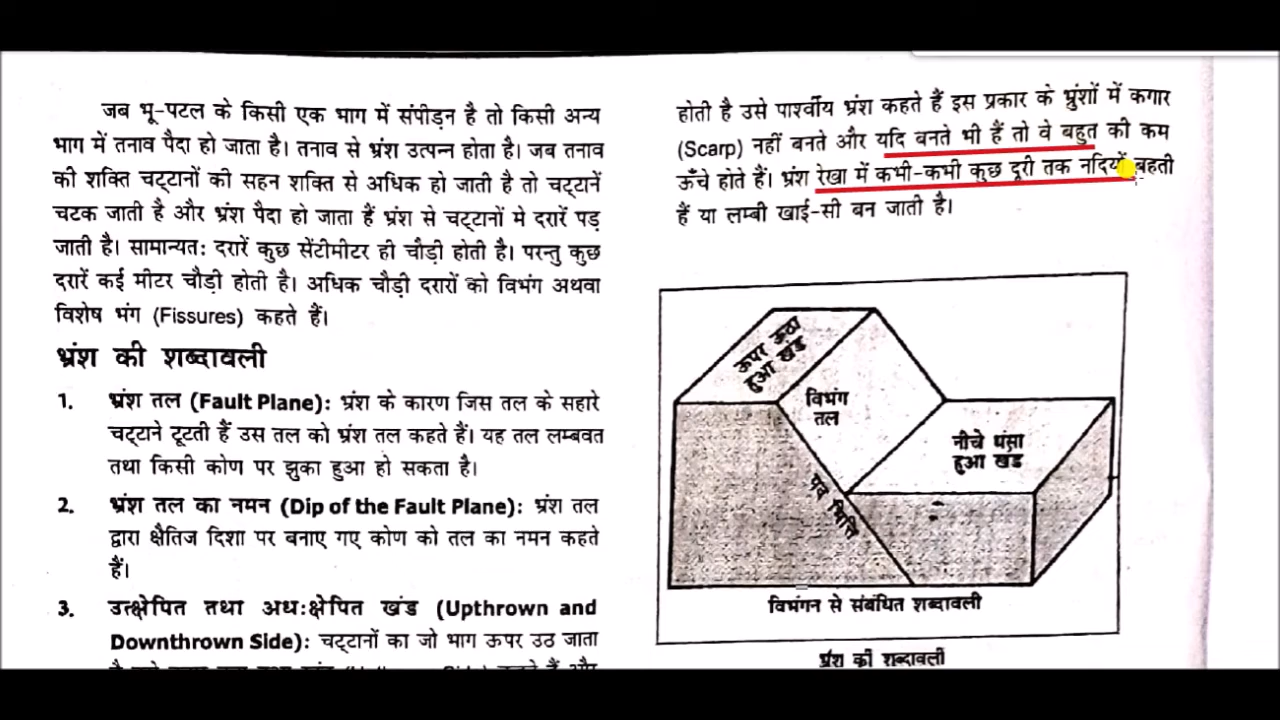 जब भू-पटल के किसी एक भाग में संपीड़न है तो किसी अन्य
भाग में तनाव पैदा हो जाता है। तनाव से भ्रंश उत्पन्न होता है। जब तनाव
की शक्ति चट्टानों की सहन शक्ति से अधिक हो जाती है तो चट्टानें
चटक जाती है और भ्रंश पैदा हो जाता हैं भ्रंश से चट्टानों मे दरारें पड़
जाती है। सामान्यतः दरारें कुछ सेंटीमीटर ही चौड़ी होती है। परन्तु कुछ
दरारें कई मीटर चौड़ी होती है। अधिक चौड़ी दरारों को विभंग अथवा
विशेष भंग (Fissures) कहते हैं।
भ्रंश की शब्दावली
1. भ्रंश तल (Fault Plane): भ्रंश के कारण जिस तल के सहारे
चट्टाने टूटती हैं उस तल को भ्रंश तल कहते हैं। यह तल लम्बवत
तथा किसी कोण पर झुका हुआ हो सकता है।
2. भ्रंश तल का नमन (Dip of the Fault Plane): भ्रंश तल
द्वारा क्षैतिज दिशा पर बनाए गए कोण को तल का नमन कहते
हैं।
3. उत्क्षेपित तथा अधःक्षेपित खंड (Upthrown and
Downthrown Side): चट्टानों का जो भाग ऊपर उठ जाता
होती है उसे पार्श्वीय भ्रंश कहते हैं इस प्रकार के भ्रुंशों में कगार
(Scarp) नहीं बनते और यदि बनते भी हैं तो वे बहुत की कम
ऊँचे होते हैं। भ्रंश रेखा में कभी-कभी कुछ दूरी तक नदियाँ बहती
हैं या लम्बी खाई-सी बन जाती है।
ऊपर ऊठा
हुआ खंड
विभंग
तल
नीचे धंसा
हुआ खंड
भित्ति
विभंगन से संबंधित शब्दावली
भ्रंश की शब्दावली